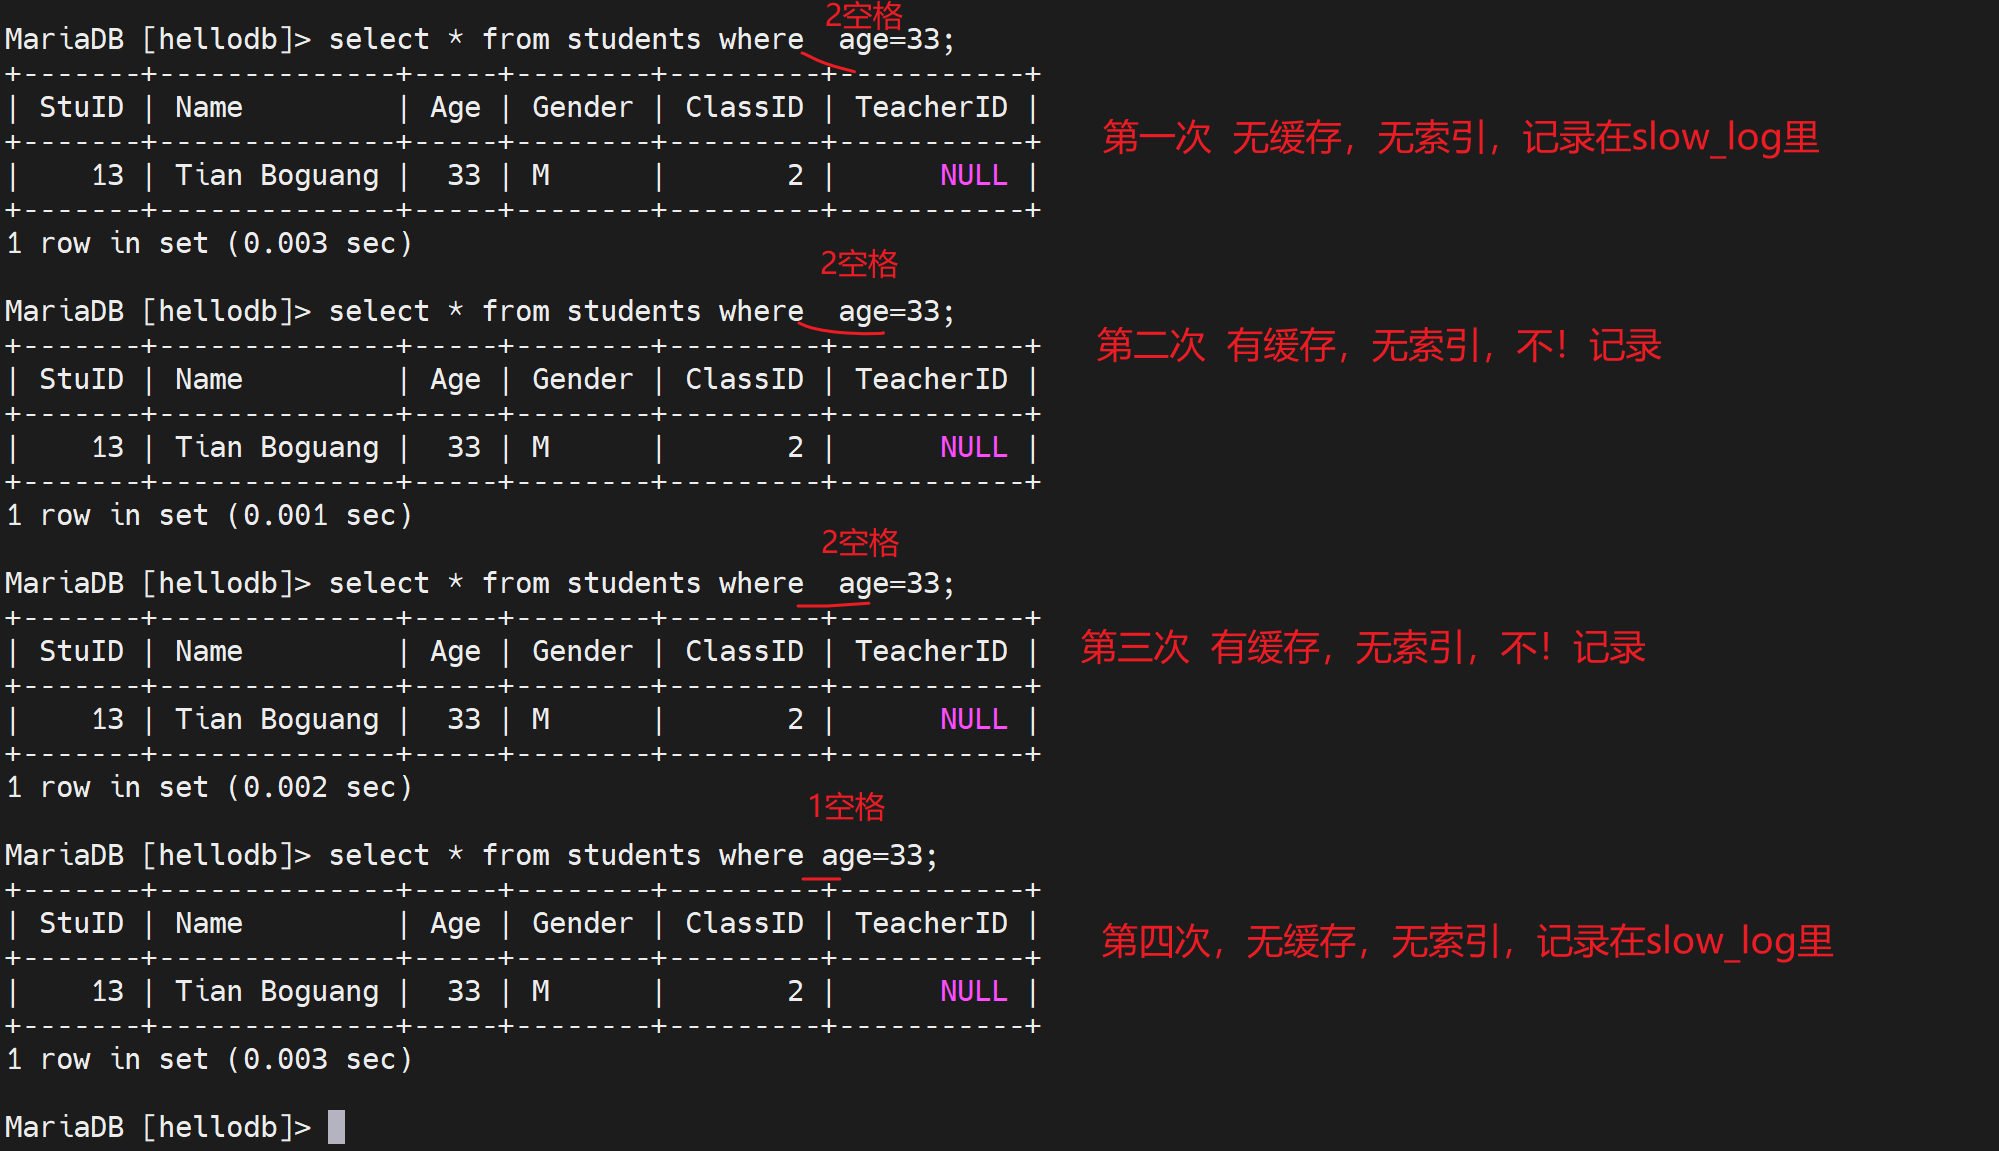 2空格
MariaDB [hellodb]> select * from students where  age=33;
+-------+--------------+-----+--------+---------+-----------+
| StuID | Name         | Age | Gender | ClassID | TeacherID |
+-------+--------------+-----+--------+---------+-----------+
第一次 无缓存，无索引，记录在slow_log里
|    13 | Tian Boguang |  33 | M      |       2 |      NULL |
+-------+--------------+-----+--------+---------+-----------+
1 row in set (0.003 sec)
2空格
MariaDB [hellodb]> select * from students where  age=33;
第二次 有缓存，无索引，不！记录
+-------+--------------+-----+--------+---------+-----------+
| StuID | Name         | Age | Gender | ClassID | TeacherID |
+-------+--------------+-----+--------+---------+-----------+
|    13 | Tian Boguang |  33 | M      |       2 |      NULL |
+-------+--------------+-----+--------+---------+-----------+
1 row in set (0.001 sec)
2空格
MariaDB [hellodb]> select * from students where  age=33;
+-------+--------------+-----+--------+---------+-----------+
| StuID | Name         | Age | Gender | ClassID | TeacherID |
第三次 有缓存，无索引，不！记录
+-------+--------------+-----+--------+---------+-----------+
|    13 | Tian Boguang |  33 | M      |       2 |      NULL |
+-------+--------------+-----+--------+---------+-----------+
1 row in set (0.002 sec)
1空格
MariaDB [hellodb]> select * from students where age=33;
+-------+--------------+-----+--------+---------+-----------+
| StuID | Name         | Age | Gender | ClassID | TeacherID |
第四次，无缓存，无索引，记录在slow_log里
+-------+--------------+-----+--------+---------+-----------+
|    13 | Tian Boguang |  33 | M      |       2 |      NULL |
+-------+--------------+-----+--------+---------+-----------+
1 row in set (0.003 sec)
MariaDB [hellodb]>